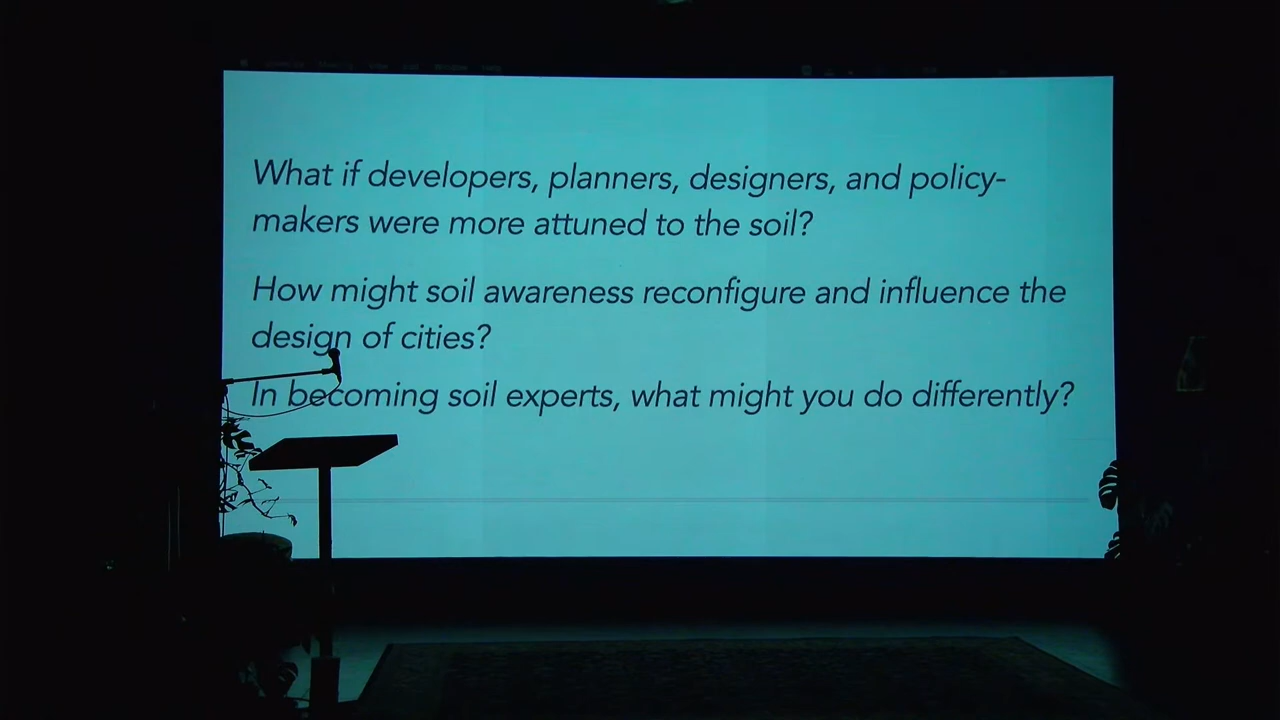 What if developers, planners, designers, and policy-
makers were more attuned to the soil?
How might soil awareness reconfigure and influence the
design of cities?
In becoming soil experts, what might you do differently?